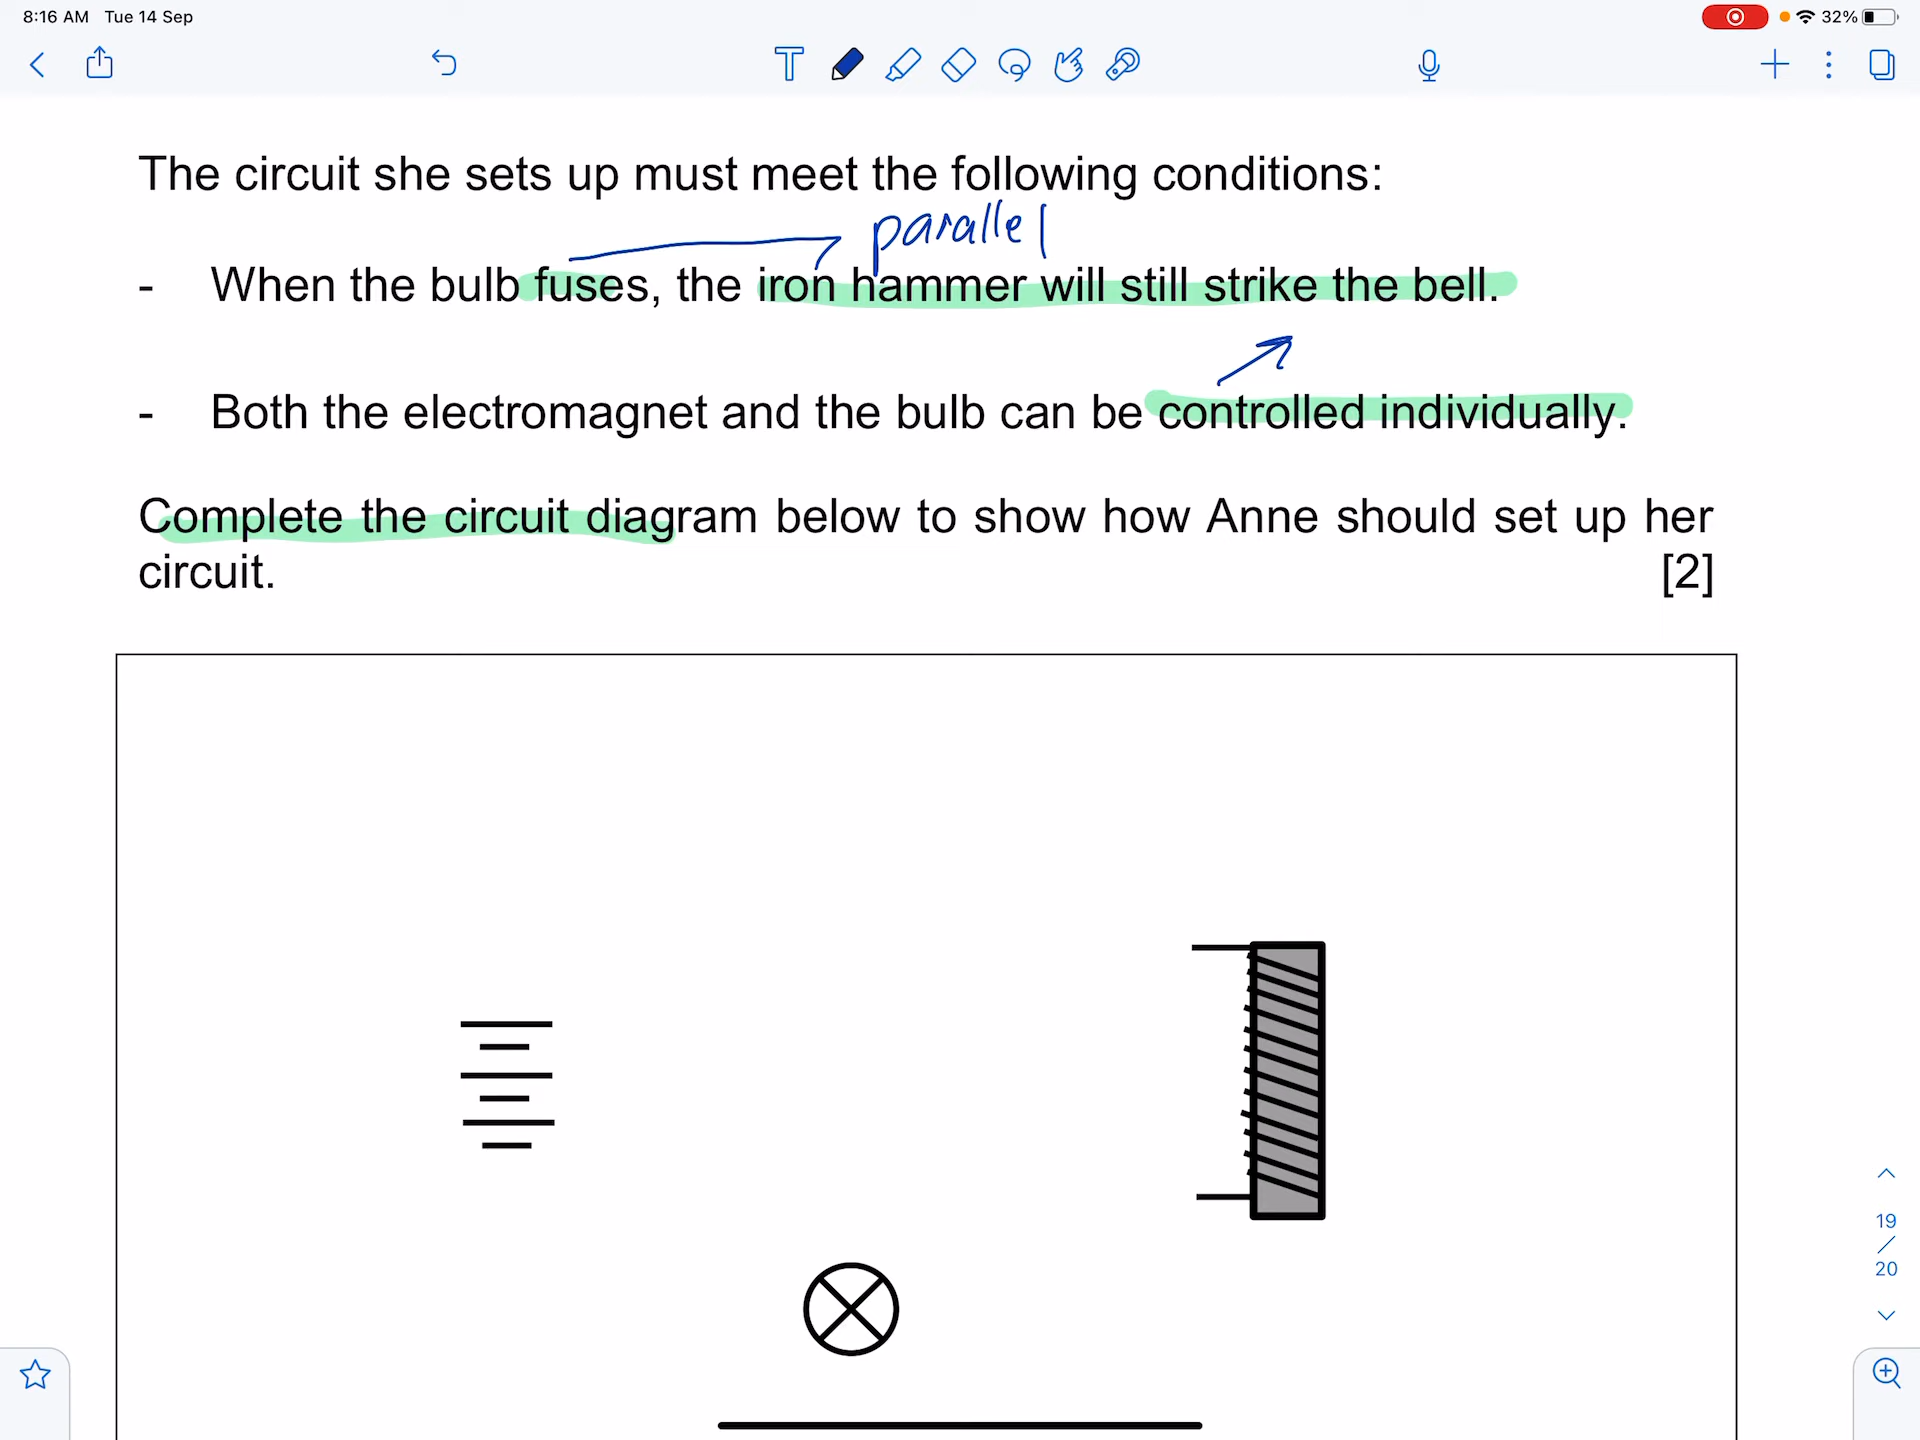 8:16 AM Tue 14 Sep
32%
The circuit she sets up must meet the following conditions:
parallel
- When the bulb fuses, the iron hammer will still strike the bell.
- Both the electromagnet and the bulb can be controlled individually.
Complete the circuit diagram below to show how Anne should set up her
circuit. [2]
19
/
20